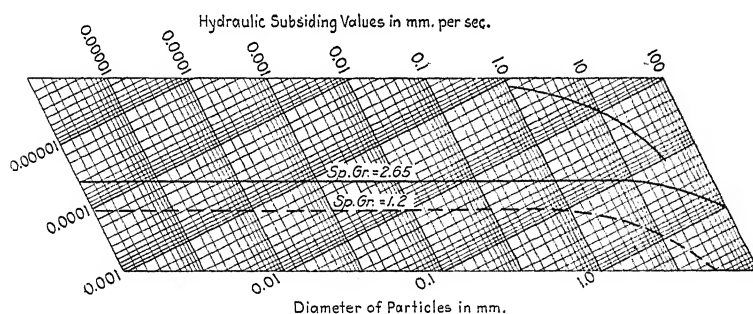 Hydraulic Subsiding Values in mm. per sec.
0.00001 0.0001 0.001 0.01 0.1 1.0 10 100
0.00001
Sp.Gr.=2.65
0.0001
Sp.Gr.=1.2
0.001
0.01 0.1 1.0
Diameter of Particles in mm.